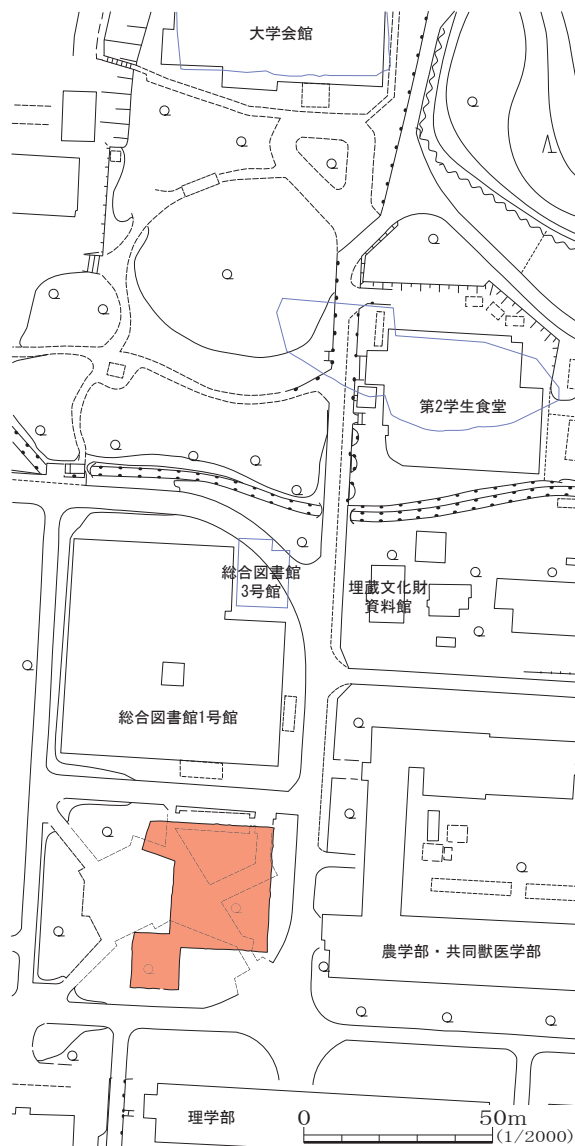 大学会館
第2学生食堂
総合図書館
3号館
埋蔵文化財
資料館
総合図書館1号館
農学部・共同獣医学部
理学部
0 50m
(1/2000)